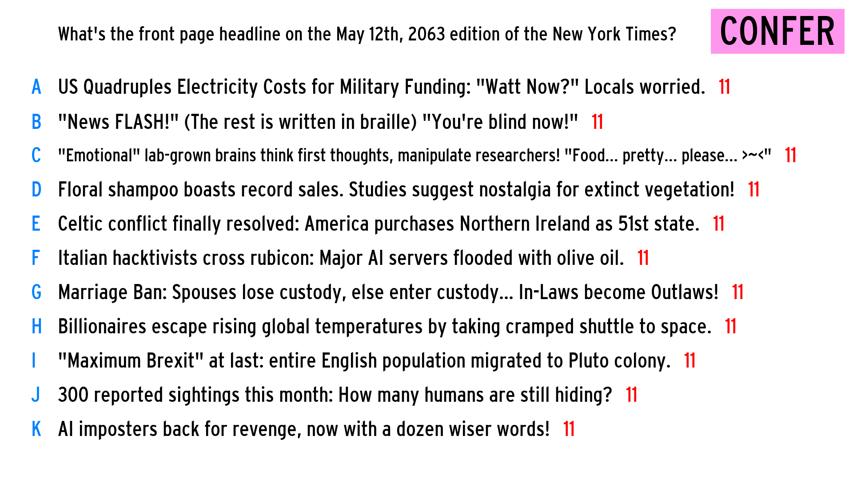 What's the front page headline on the May 12th, 2063 edition of the New York Times?
CONFER
A US Quadruples Electricity Costs for Military Funding: "Watt Now?" Locals worried. 11
B "News FLASH!" (The rest is written in braille) "You're blind now!" 11
C "Emotional" lab-grown brains think first thoughts, manipulate researchers! "Food... pretty... please... >~<" 11
D Floral shampoo boasts record sales. Studies suggest nostalgia for extinct vegetation! 11
E Celtic conflict finally resolved: America purchases Northern Ireland as 51st state. 11
F Italian hacktivists cross rubicon: Major AI servers flooded with olive oil. 11
G Marriage Ban: Spouses lose custody, else enter custody... In-Laws become Outlaws! 11
H Billionaires escape rising global temperatures by taking cramped shuttle to space. 11
I "Maximum Brexit" at last: entire English population migrated to Pluto colony. 11
J 300 reported sightings this month: How many humans are still hiding? 11
K AI imposters back for revenge, now with a dozen wiser words! 11